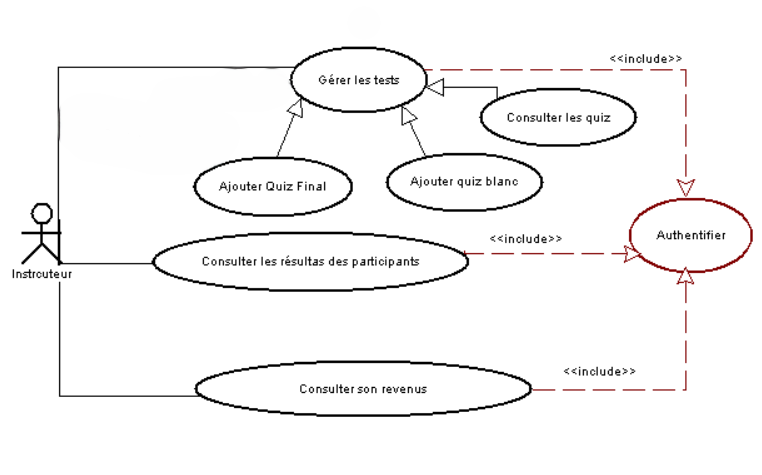 <<include>>
Gérer les tests
Consulter les quiz
Ajouter Quiz Final
Ajouter quiz blanc
Authentifier
<<include>>
Consulter les résultas des participants
Instrcuteur
<<include>>
Consulter son revenus